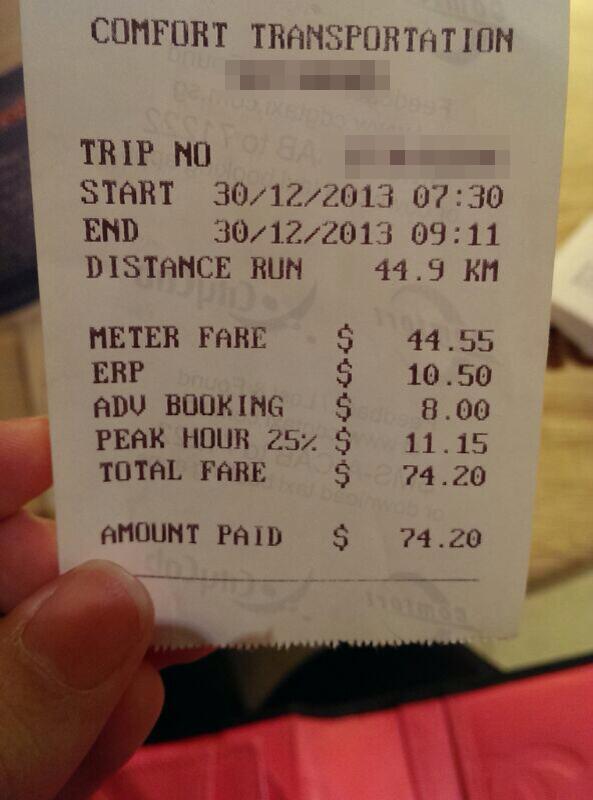 COMFORT TRANSPORTATION
TRIP NO
START 30/12/2013 07:30
END 30/12/2013 09:11
DISTANCE RUN 44.9 KM
METER FARE $ 44.55
ERP $ 10.50
ADV BOOKING $ 8.00
PEAK HOUR 25% $ 11.15
TOTAL FARE $ 74.20
AMOUNT PAID $ 74.20